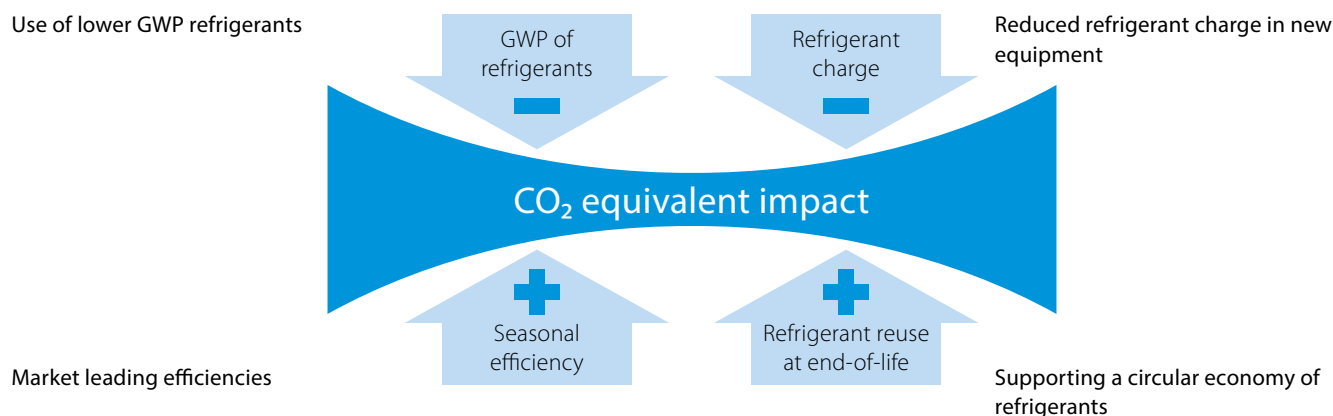 Use of lower GWP refrigerants
GWP of
refrigerants
Refrigerant
charge
Reduced refrigerant charge in new
equipment
CO₂ equivalent impact
Seasonal
efficiency
Refrigerant reuse
at end-of-life
Market leading efficiencies
Supporting a circular economy of
refrigerants